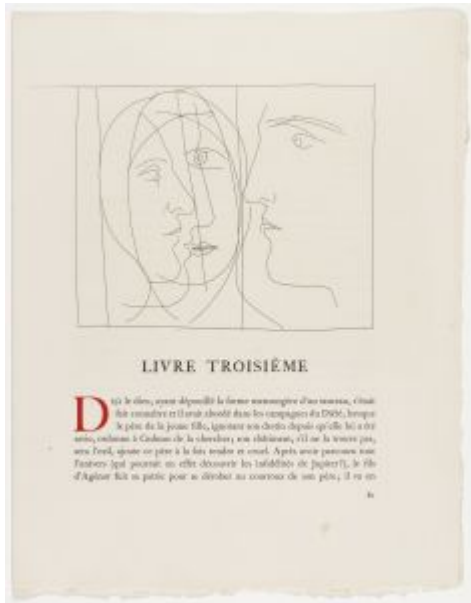 LIVRE TROISIÈME
Déjà le dieu, ayant dépouillé la forme mensongère d'un taureau, s'était
fait connaître et il avait abordé dans les campagnes du Dicté, lorsque
le père de la jeune fille, ignorant son destin depuis qu'elle lui a été
ravie, ordonne à Cadmus de la chercher; son châtiment, s'il ne la trouve pas,
sera l'exil, ajoute ce père à la fois tendre et cruel. Après avoir parcouru tout
l'univers (qui pourrait en effet découvrir les infidélités de Jupiter?), le fils
d'Agénor fuit sa patrie pour se dérober au courroux de son père; il va en